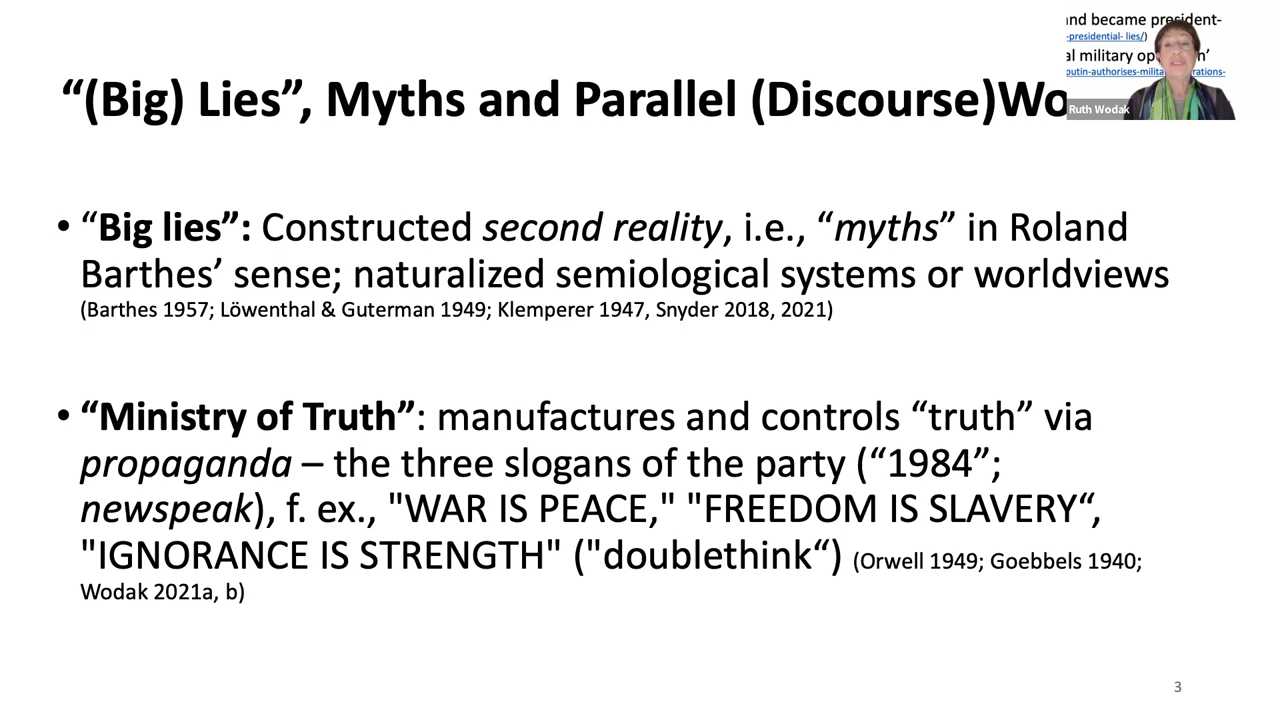 and became president-
-presidential- lies/)
al military op
putin-authorises-milita rations-
Ruth Wodak
“(Big) Lies”, Myths and Parallel (Discourse)Wo
• “Big lies”: Constructed second reality, i.e., “myths” in Roland
Barthes’ sense; naturalized semiological systems or worldviews
(Barthes 1957; Löwenthal & Guterman 1949; Klemperer 1947, Snyder 2018, 2021)
• “Ministry of Truth”: manufactures and controls “truth” via
propaganda – the three slogans of the party (“1984”;
newspeak), f. ex., "WAR IS PEACE," "FREEDOM IS SLAVERY“,
"IGNORANCE IS STRENGTH" ("doublethink“) (Orwell 1949; Goebbels 1940;
Wodak 2021a, b)
3